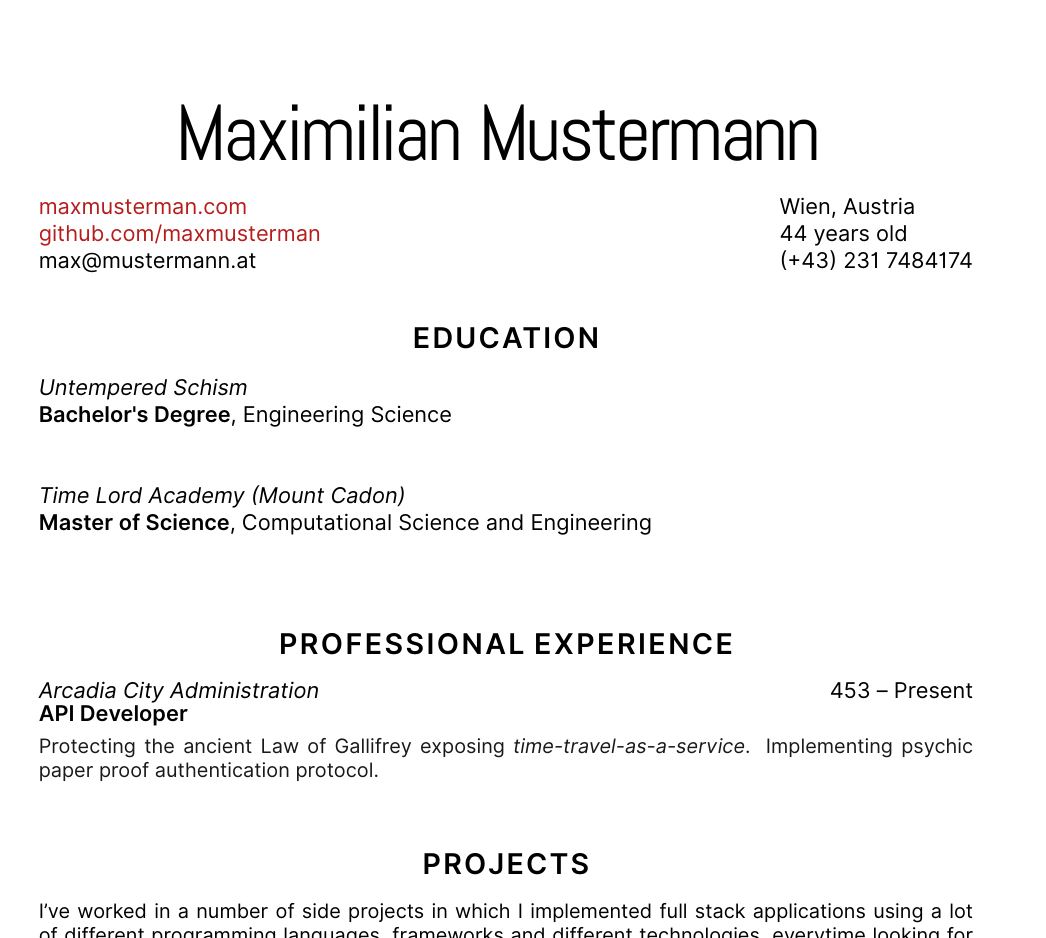 Maximilian Mustermann
maxmusterman.com
github.com/maxmusterman
max@mustermann.at
Wien, Austria
44 years old
(+43) 231 7484174
EDUCATION
Untempered Schism
Bachelor's Degree, Engineering Science
Time Lord Academy (Mount Cadon)
Master of Science, Computational Science and Engineering
PROFESSIONAL EXPERIENCE
Arcadia City Administration 453 – Present
API Developer
Protecting the ancient Law of Gallifrey exposing time-travel-as-a-service. Implementing psychic
paper proof authentication protocol.
PROJECTS
I’ve worked in a number of side projects in which I implemented full stack applications using a lot
of different programming languages, frameworks and different technologies, everytime looking for